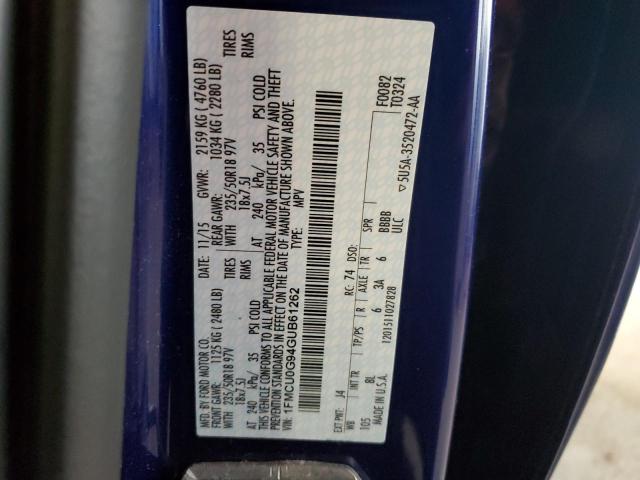 MFD. BY FORD MOTOR CO.
DATE: 11/15 GVWR: 2159 KG ( 4760 LB)
FRONT GAWR: 1125 KG ( 2480 LB) REAR GAWR: 1034 KG ( 2280 LB)
WITH 235/50R18 97V TIRES WITH 235/50R18 97V TIRES
18x7.5J RIMS 18x7.5J RIMS
AT 240 kPa/ 35 PSI COLD AT 240 kPa/ 35 PSI COLD
THIS VEHICLE CONFORMS TO ALL APPLICABLE FEDERAL MOTOR VEHICLE SAFETY AND THEFT
PREVENTION STANDARDS IN EFFECT ON THE DATE OF MANUFACTURE SHOWN ABOVE.
VIN: 1FMCU0G94GUB61262 TYPE: MPV
EXT PNT: J4 RC: 74 DSO: F0082
WB INT TR TP/PS R AXLE TR SPR T0324
105 8L 6 3A 6 BBBB
MADE IN U.S.A. ULC
1201511027828 ▽5U5A-3520472-AA